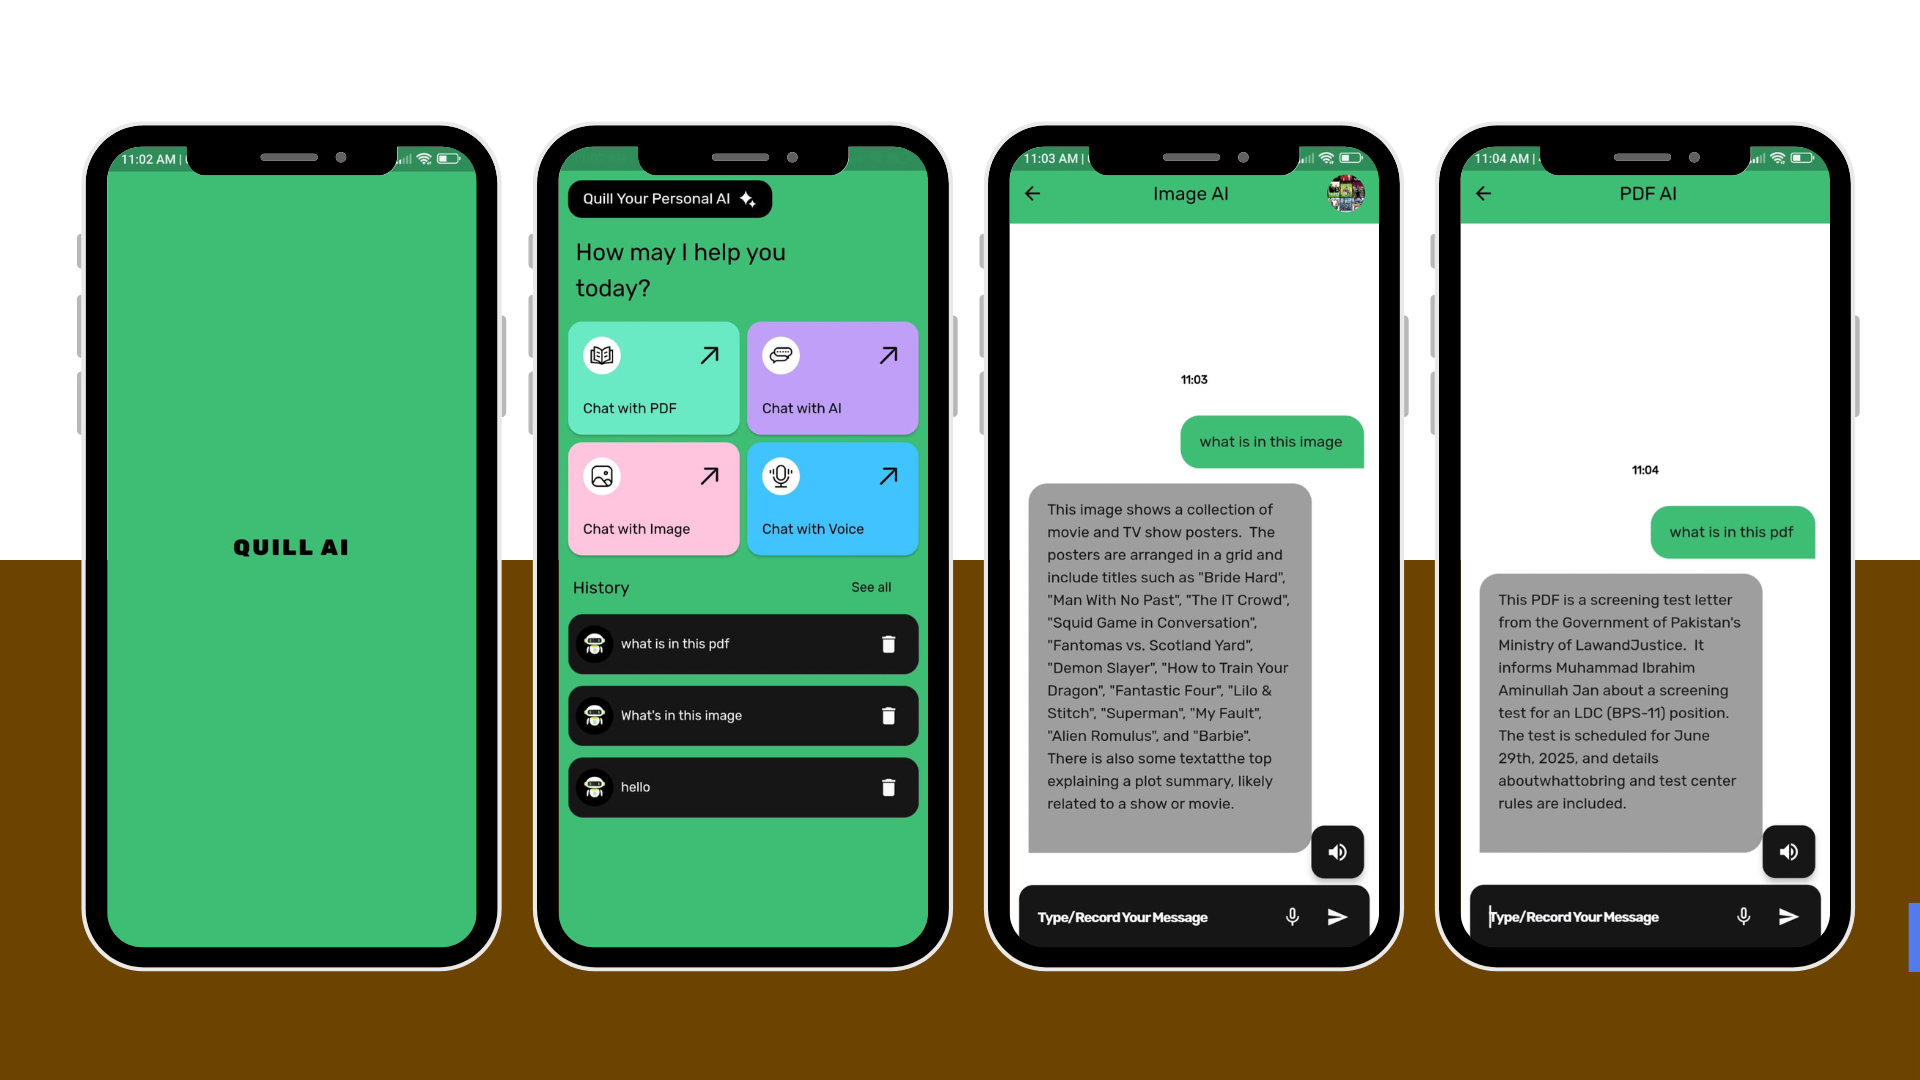 11:02 AM |
QUILL AI
Quill Your Personal AI
How may I help you
today?
Chat with PDF
Chat with AI
Chat with Image
Chat with Voice
History
See all
what is in this pdf
What's in this image
hello
11:03 AM |
Image AI
11:03
what is in this image
This image shows a collection of
movie and TV show posters. The
posters are arranged in a grid and
include titles such as "Bride Hard",
"Man With No Past", "The IT Crowd",
"Squid Game in Conversation",
"Fantomas vs. Scotland Yard",
"Demon Slayer", "How to Train Your
Dragon", "Fantastic Four", "Lilo &
Stitch", "Superman", "My Fault",
"Alien Romulus", and "Barbie".
There is also some textatthe top
explaining a plot summary, likely
related to a show or movie.
Type/Record Your Message
11:04 AM |
PDF AI
11:04
what is in this pdf
This PDF is a screening test letter
from the Government of Pakistan's
Ministry of LawandJustice. It
informs Muhammad Ibrahim
Aminullah Jan about a screening
test for an LDC (BPS-11) position.
The test is scheduled for June
29th, 2025, and details
aboutwhattobring and test center
rules are included.
Type/Record Your Message